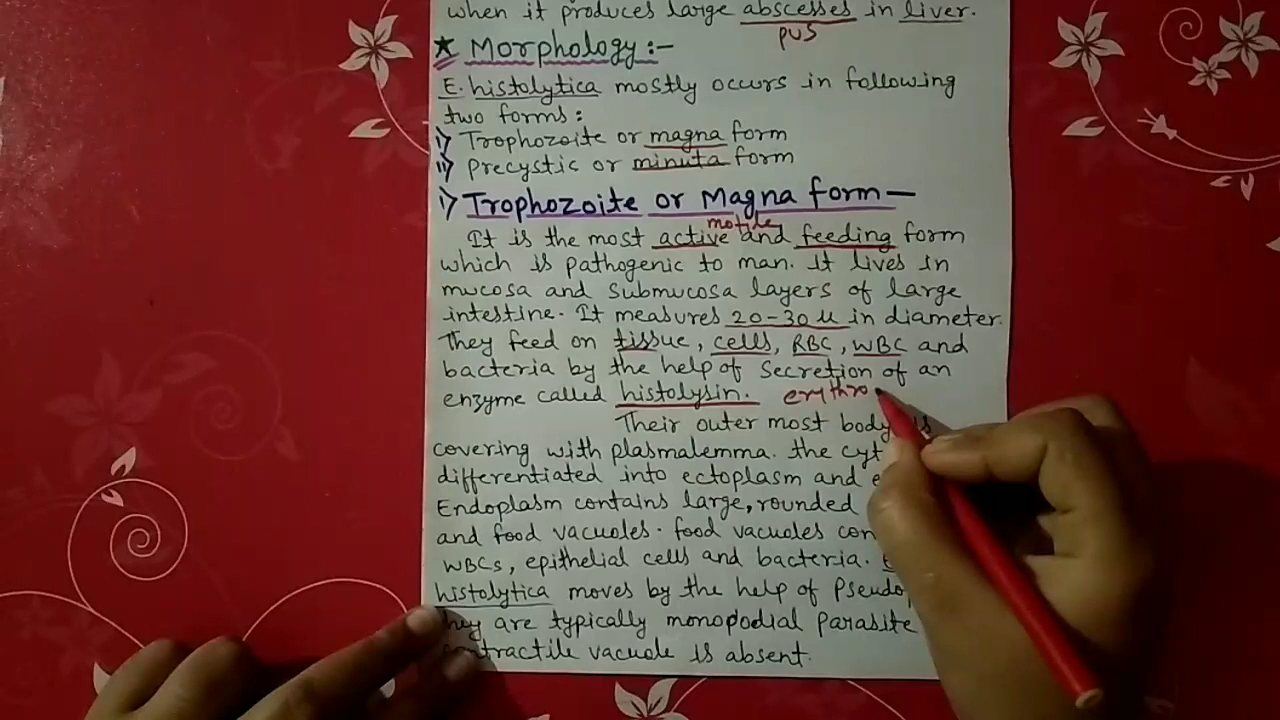 when it produces large abscesses in liver.
pus
★ Morphology :-
E. histolytica mostly occurs in following
two forms :
i) Trophozoite or magna form
ii) precystic or minuta form
i) Trophozoite or Magna form —
motile
It is the most active and feeding form
which is pathogenic to man. It lives in
mucosa and submucosa layers of large
intestine. It measures 20-30 µ in diameter.
They feed on tissue, cells, RBC, WBC and
bacteria by the help of secretion of an
enzyme called histolysin. erythro
Their outer most body is
covering with plasmalemma. the cyt
differentiated into ectoplasm and e
Endoplasm contains large, rounded
and food vacuoles. food vacuoles con
WBCs, epithelial cells and bacteria.
histolytica moves by the help of Pseudop
They are typically monopodial parasite
contractile vacuole is absent.